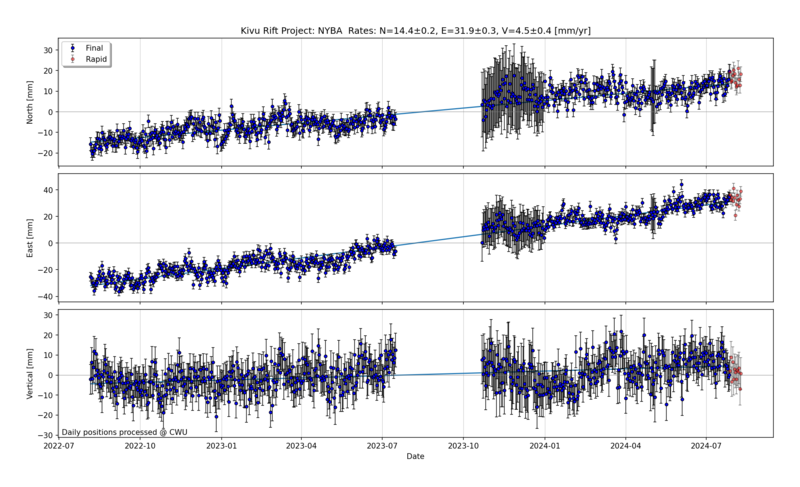 Kivu Rift Project: NYBA Rates: N=14.4±0.2, E=31.9±0.3, V=4.5±0.4 [mm/yr]
Final
Rapid
North [mm]
30
20
10
0
−10
−20
East [mm]
40
20
0
−20
−40
Vertical [mm]
30
20
10
0
−10
−20
−30
Daily positions processed @ CWU
2022-07 2022-10 2023-01 2023-04 2023-07 2023-10 2024-01 2024-04 2024-07
Date